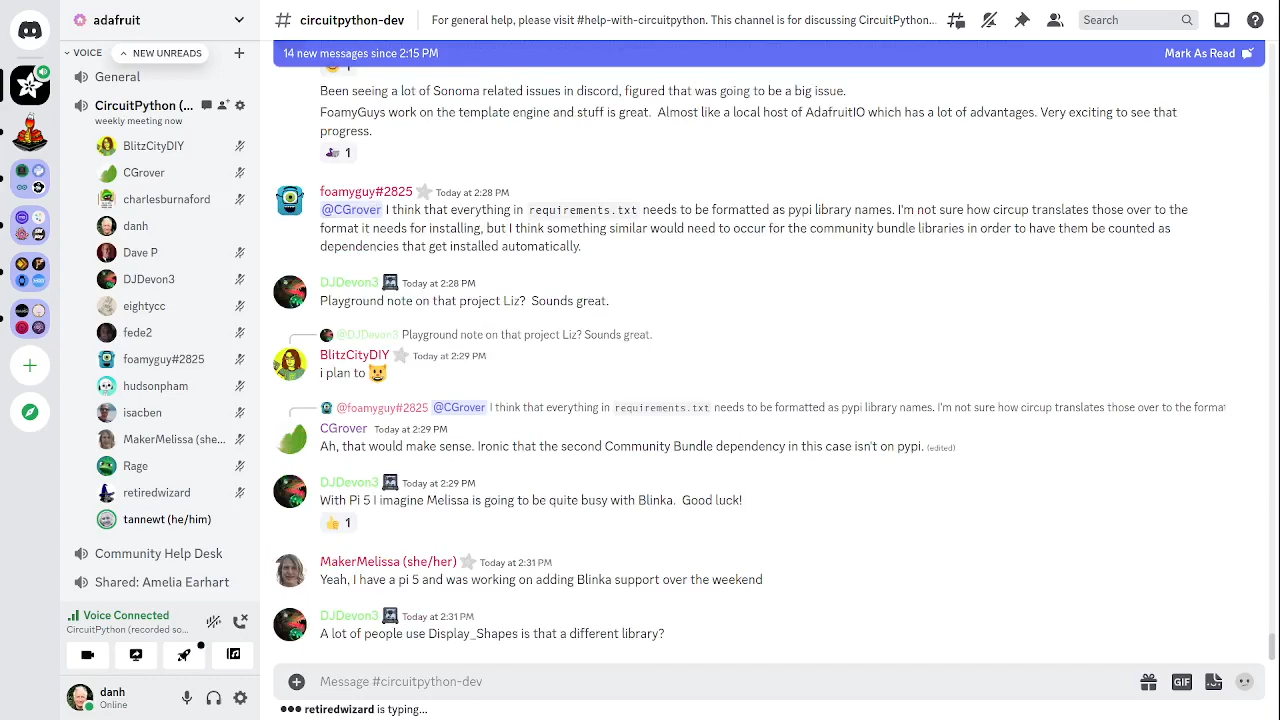 adafruit
circuitpython-dev
For general help, please visit #help-with-circuitpython. This channel is for discussing CircuitPython...
Search
VOICE
NEW UNREADS
General
CircuitPython (...
weekly meeting now
BlitzCityDIY
CGrover
charlesburnaford
danh
Dave P
DJDevon3
eightycc
fede2
foamyguy#2825
hudsonpham
isacben
MakerMelissa (she...
Rage
retiredwizard
tannewt (he/him)
Community Help Desk
Shared: Amelia Earhart
Voice Connected
CircuitPython (recorded so...
danh
Online
14 new messages since 2:15 PM
Mark As Read
1
Been seeing a lot of Sonoma related issues in discord, figured that was going to be a big issue.
FoamyGuys work on the template engine and stuff is great. Almost like a local host of AdafruitIO which has a lot of advantages. Very exciting to see that
progress.
1
foamyguy#2825 Today at 2:28 PM
@CGrover I think that everything in requirements.txt needs to be formatted as pypi library names. I'm not sure how circup translates those over to the
format it needs for installing, but I think something similar would need to occur for the community bundle libraries in order to have them be counted as
dependencies that get installed automatically.
DJDevon3 Today at 2:28 PM
Playground note on that project Liz? Sounds great.
@DJDevon3 Playground note on that project Liz? Sounds great.
BlitzCityDIY Today at 2:29 PM
i plan to
@foamyguy#2825 @CGrover I think that everything in requirements.txt needs to be formatted as pypi library names. I'm not sure how circup translates those over to the format
CGrover Today at 2:29 PM
Ah, that would make sense. Ironic that the second Community Bundle dependency in this case isn't on pypi. (edited)
DJDevon3 Today at 2:29 PM
With Pi 5 I imagine Melissa is going to be quite busy with Blinka. Good luck!
1
MakerMelissa (she/her) Today at 2:31 PM
Yeah, I have a pi 5 and was working on adding Blinka support over the weekend
DJDevon3 Today at 2:31 PM
A lot of people use Display_Shapes is that a different library?
Message #circuitpython-dev
GIF
retiredwizard is typing...